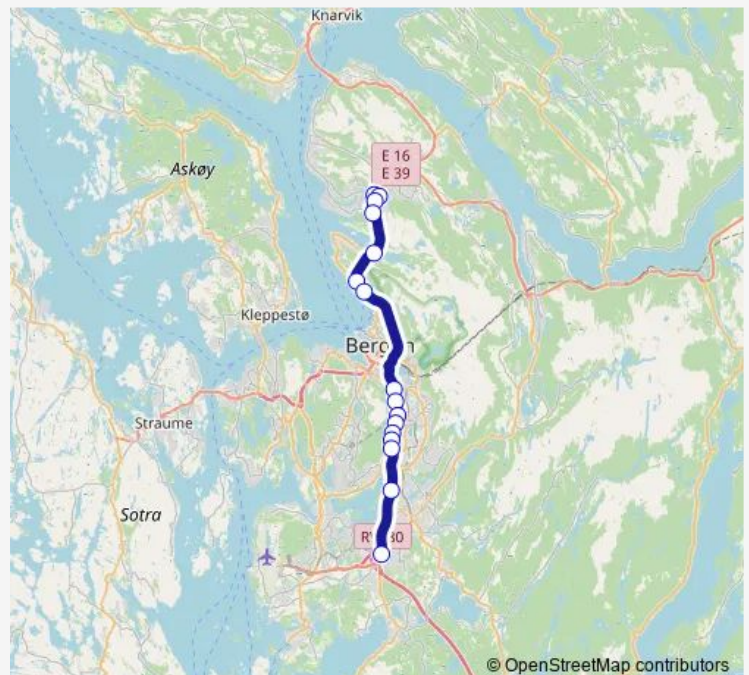 Knarvik
E 16
E 39
Askøy
Kleppestø
Straume
Sotra
© OpenStreetMap contributors